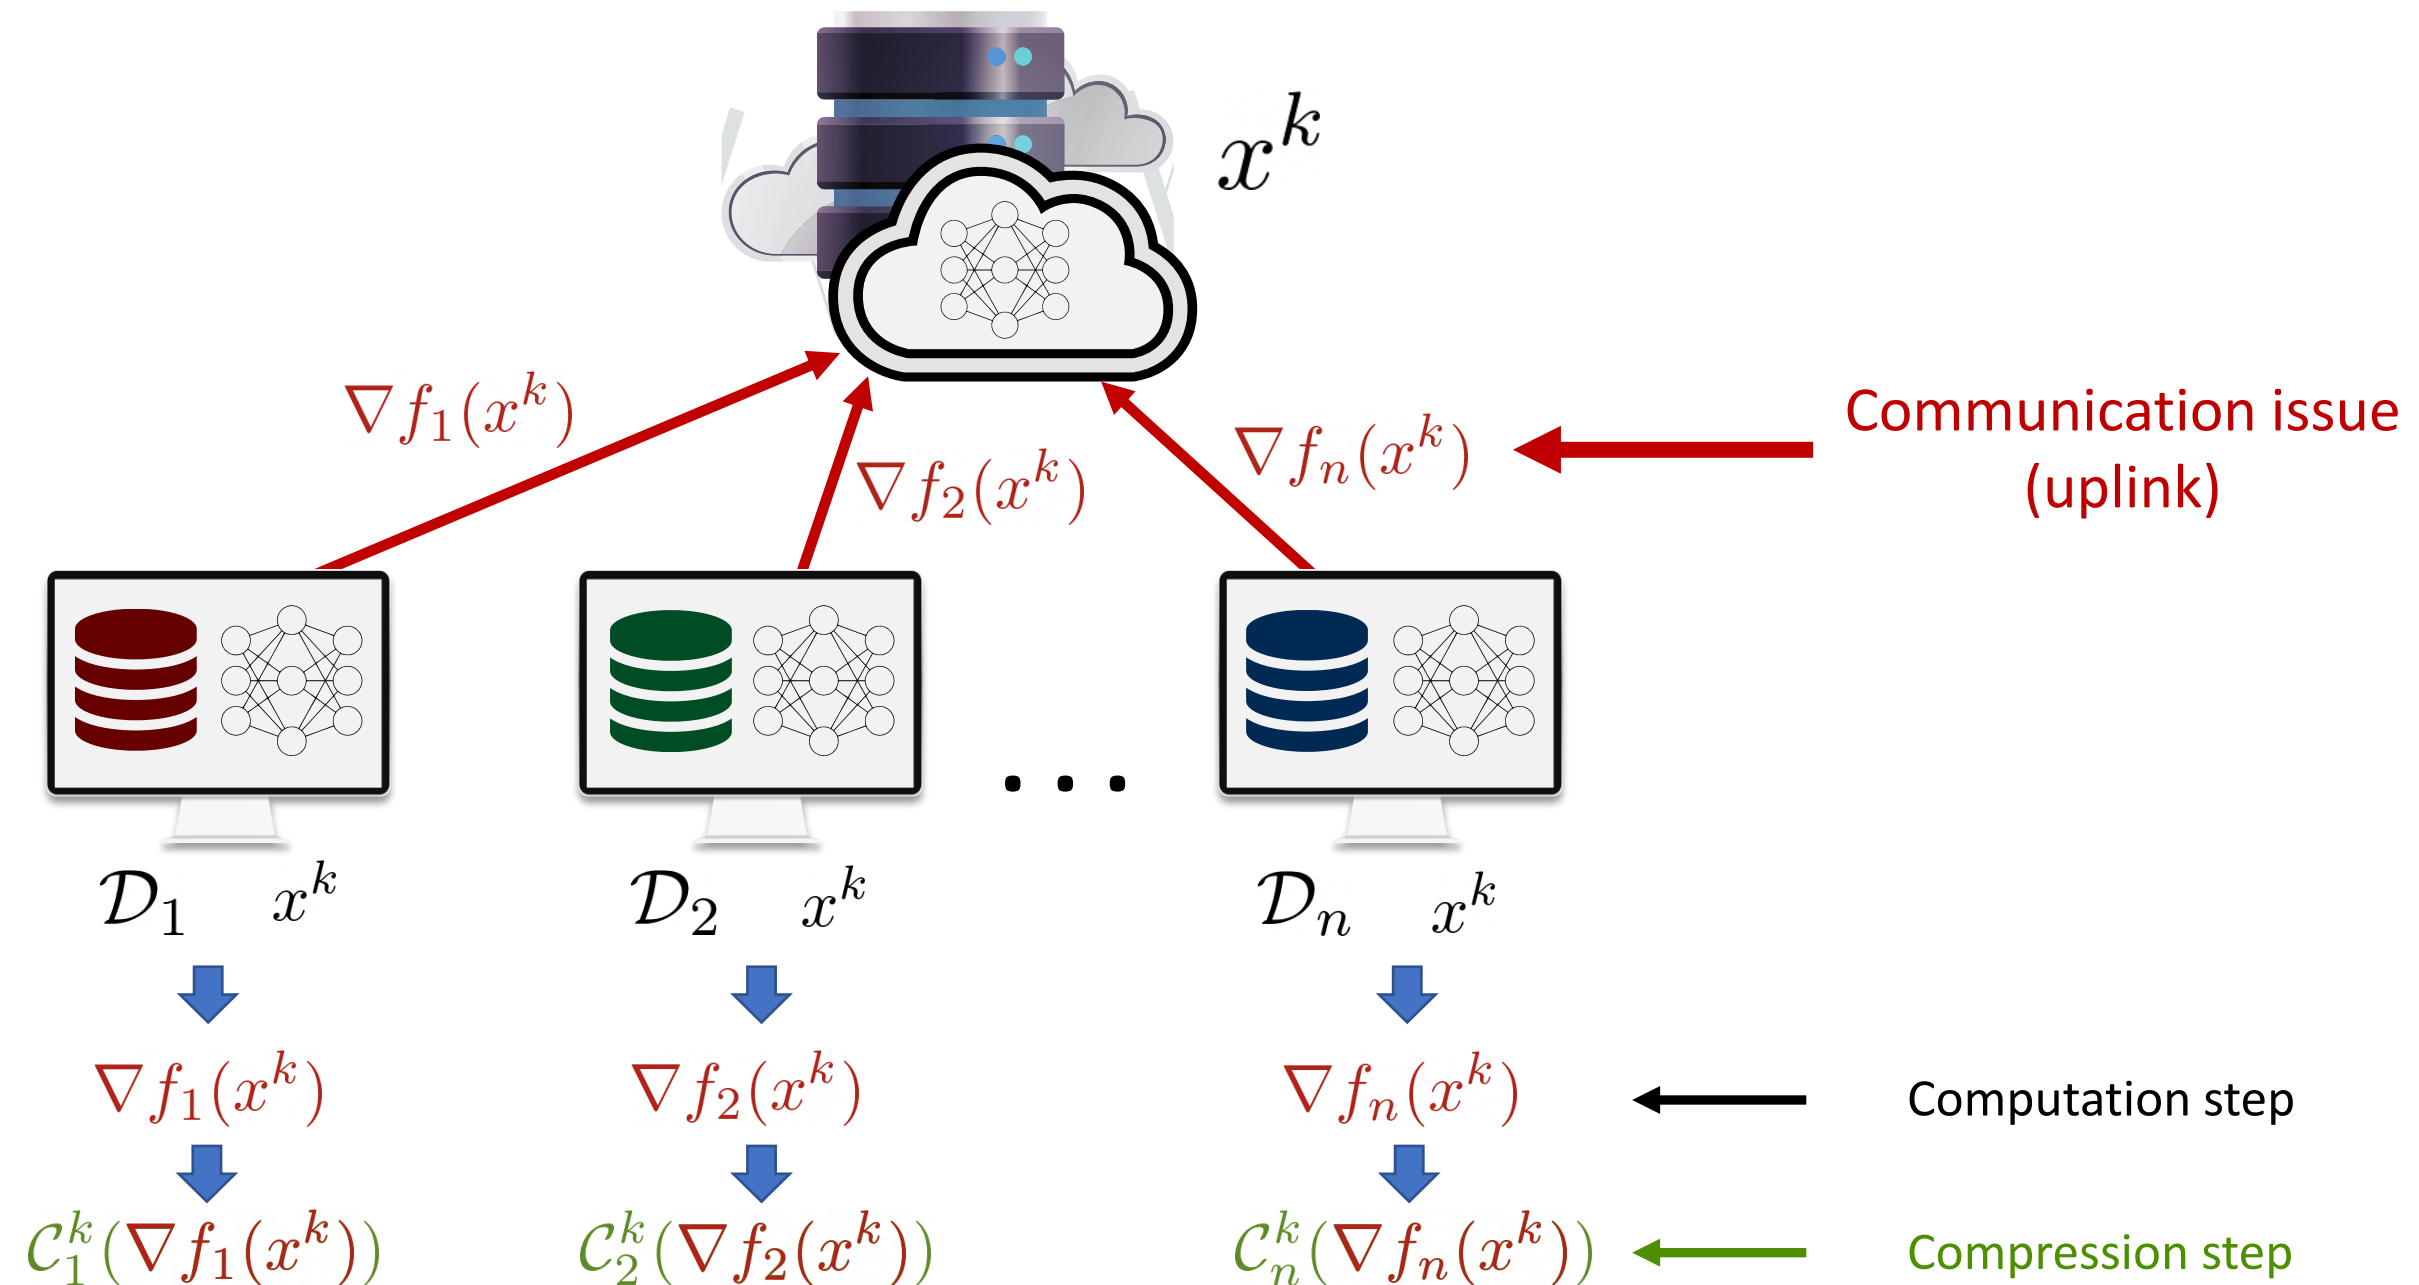 x^k
∇f_1(x^k)
∇f_2(x^k)
∇f_n(x^k)
Communication issue
(uplink)
...
𝒟_1 x^k
𝒟_2 x^k
𝒟_n x^k
∇f_1(x^k)
∇f_2(x^k)
∇f_n(x^k)
Computation step
𝒞_1^k(∇f_1(x^k))
𝒞_2^k(∇f_2(x^k))
𝒞_n^k(∇f_n(x^k))
Compression step